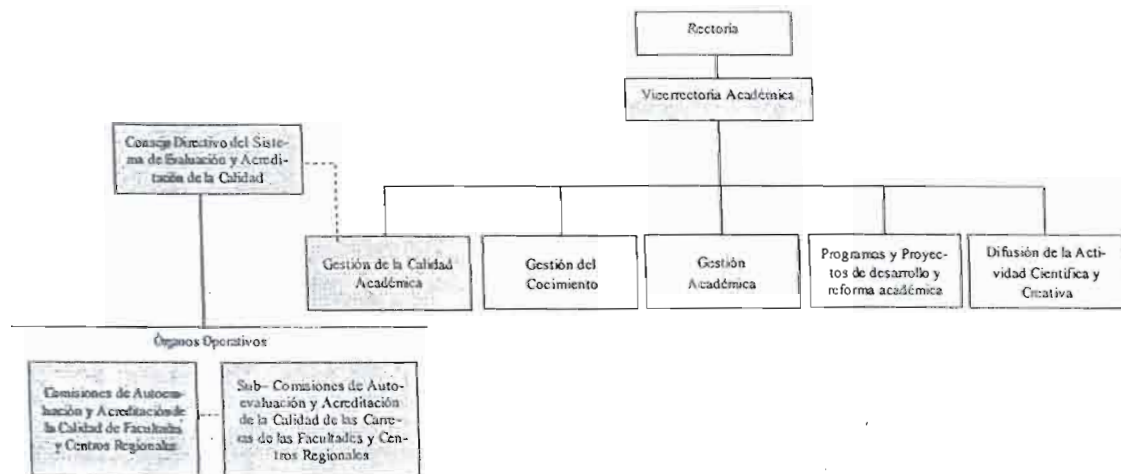 Rectoría
Vicerrectoría Académica
Consejo Directivo del Siste-
ma de Evaluación y Acredi-
tación de la Calidad
Gestión de la Calidad
Académica
Gestión del
Cocimiento
Gestión
Académica
Programas y Proyec-
tos de desarrollo y
reforma académica
Difusión de la Acti-
vidad Científica y
Creativa
Órganos Operativos
Comisiones de Autoeva-
luación y Acreditación de
la Calidad de Facultades
y Centros Regionales
Sub– Comisiones de Auto-
evaluación y Acreditación
de la Calidad de las Carre-
ras de las Facultades y Cen-
tros Regionales